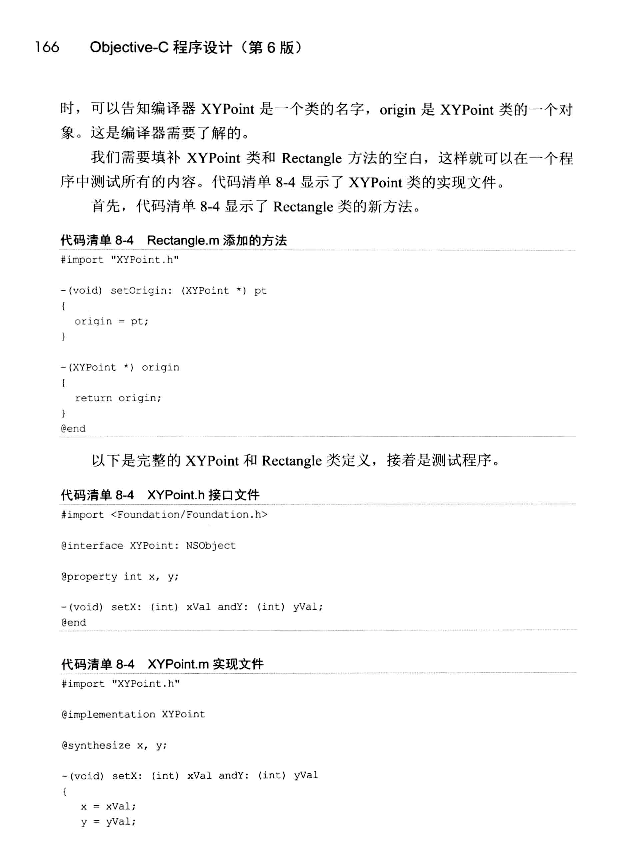 166 Objective-C 程序设计（第 6 版）
时，可以告知编译器 XYPoint 是一个类的名字，origin 是 XYPoint 类的一个对
象。这是编译器需要了解的。
我们需要填补 XYPoint 类和 Rectangle 方法的空白，这样就可以在一个程
序中测试所有的内容。代码清单 8-4 显示了 XYPoint 类的实现文件。
首先，代码清单 8-4 显示了 Rectangle 类的新方法。
代码清单 8-4 Rectangle.m 添加的方法
#import "XYPoint.h"
-(void) setOrigin: (XYPoint *) pt
{
origin = pt;
}
-(XYPoint *) origin
{
return origin;
}
@end
以下是完整的 XYPoint 和 Rectangle 类定义，接着是测试程序。
代码清单 8-4 XYPoint.h 接口文件
#import <Foundation/Foundation.h>
@interface XYPoint: NSObject
@property int x, y;
-(void) setX: (int) xVal andY: (int) yVal;
@end
代码清单 8-4 XYPoint.m 实现文件
#import "XYPoint.h"
@implementation XYPoint
@synthesize x, y;
-(void) setX: (int) xVal andY: (int) yVal
{
x = xVal;
y = yVal;